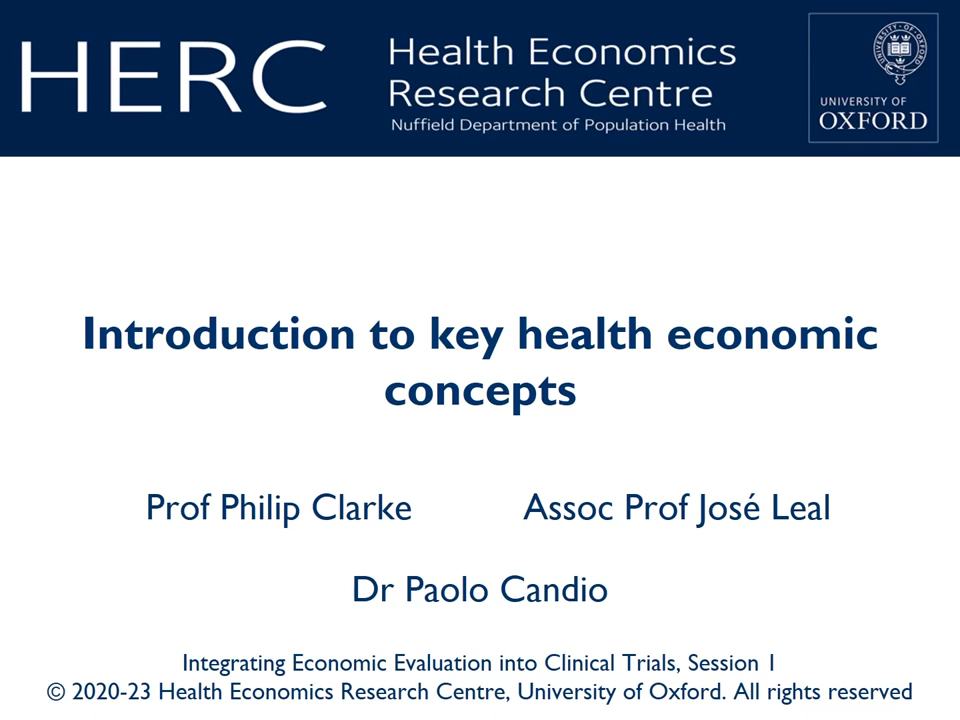 HERC
Health Economics
Research Centre
Nuffield Department of Population Health
UNIVERSITY OF
OXFORD
Introduction to key health economic
concepts
Prof Philip Clarke Assoc Prof José Leal
Dr Paolo Candio
Integrating Economic Evaluation into Clinical Trials, Session 1
© 2020-23 Health Economics Research Centre, University of Oxford. All rights reserved